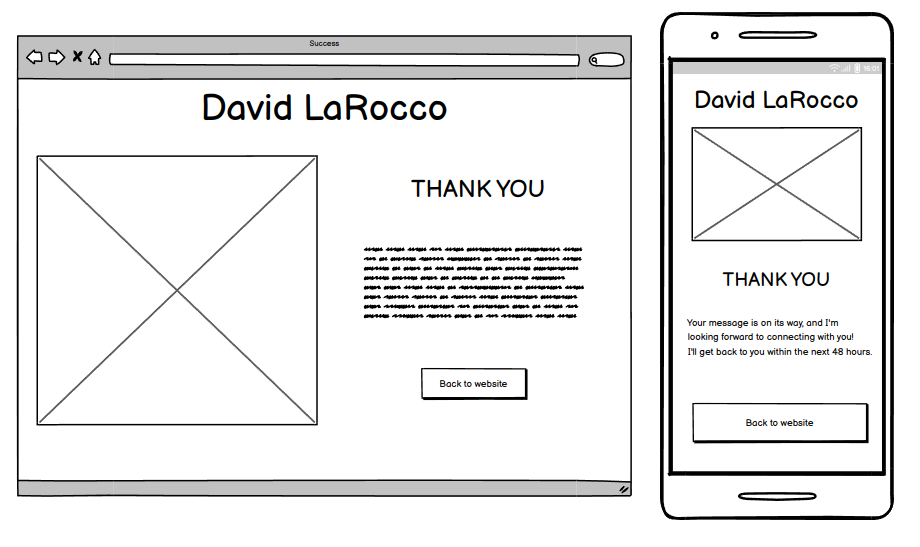 Success
David LaRocco
THANK YOU
Back to website
16:01
David LaRocco
THANK YOU
Your message is on its way, and I'm
looking forward to connecting with you!
I'll get back to you within the next 48 hours.
Back to website